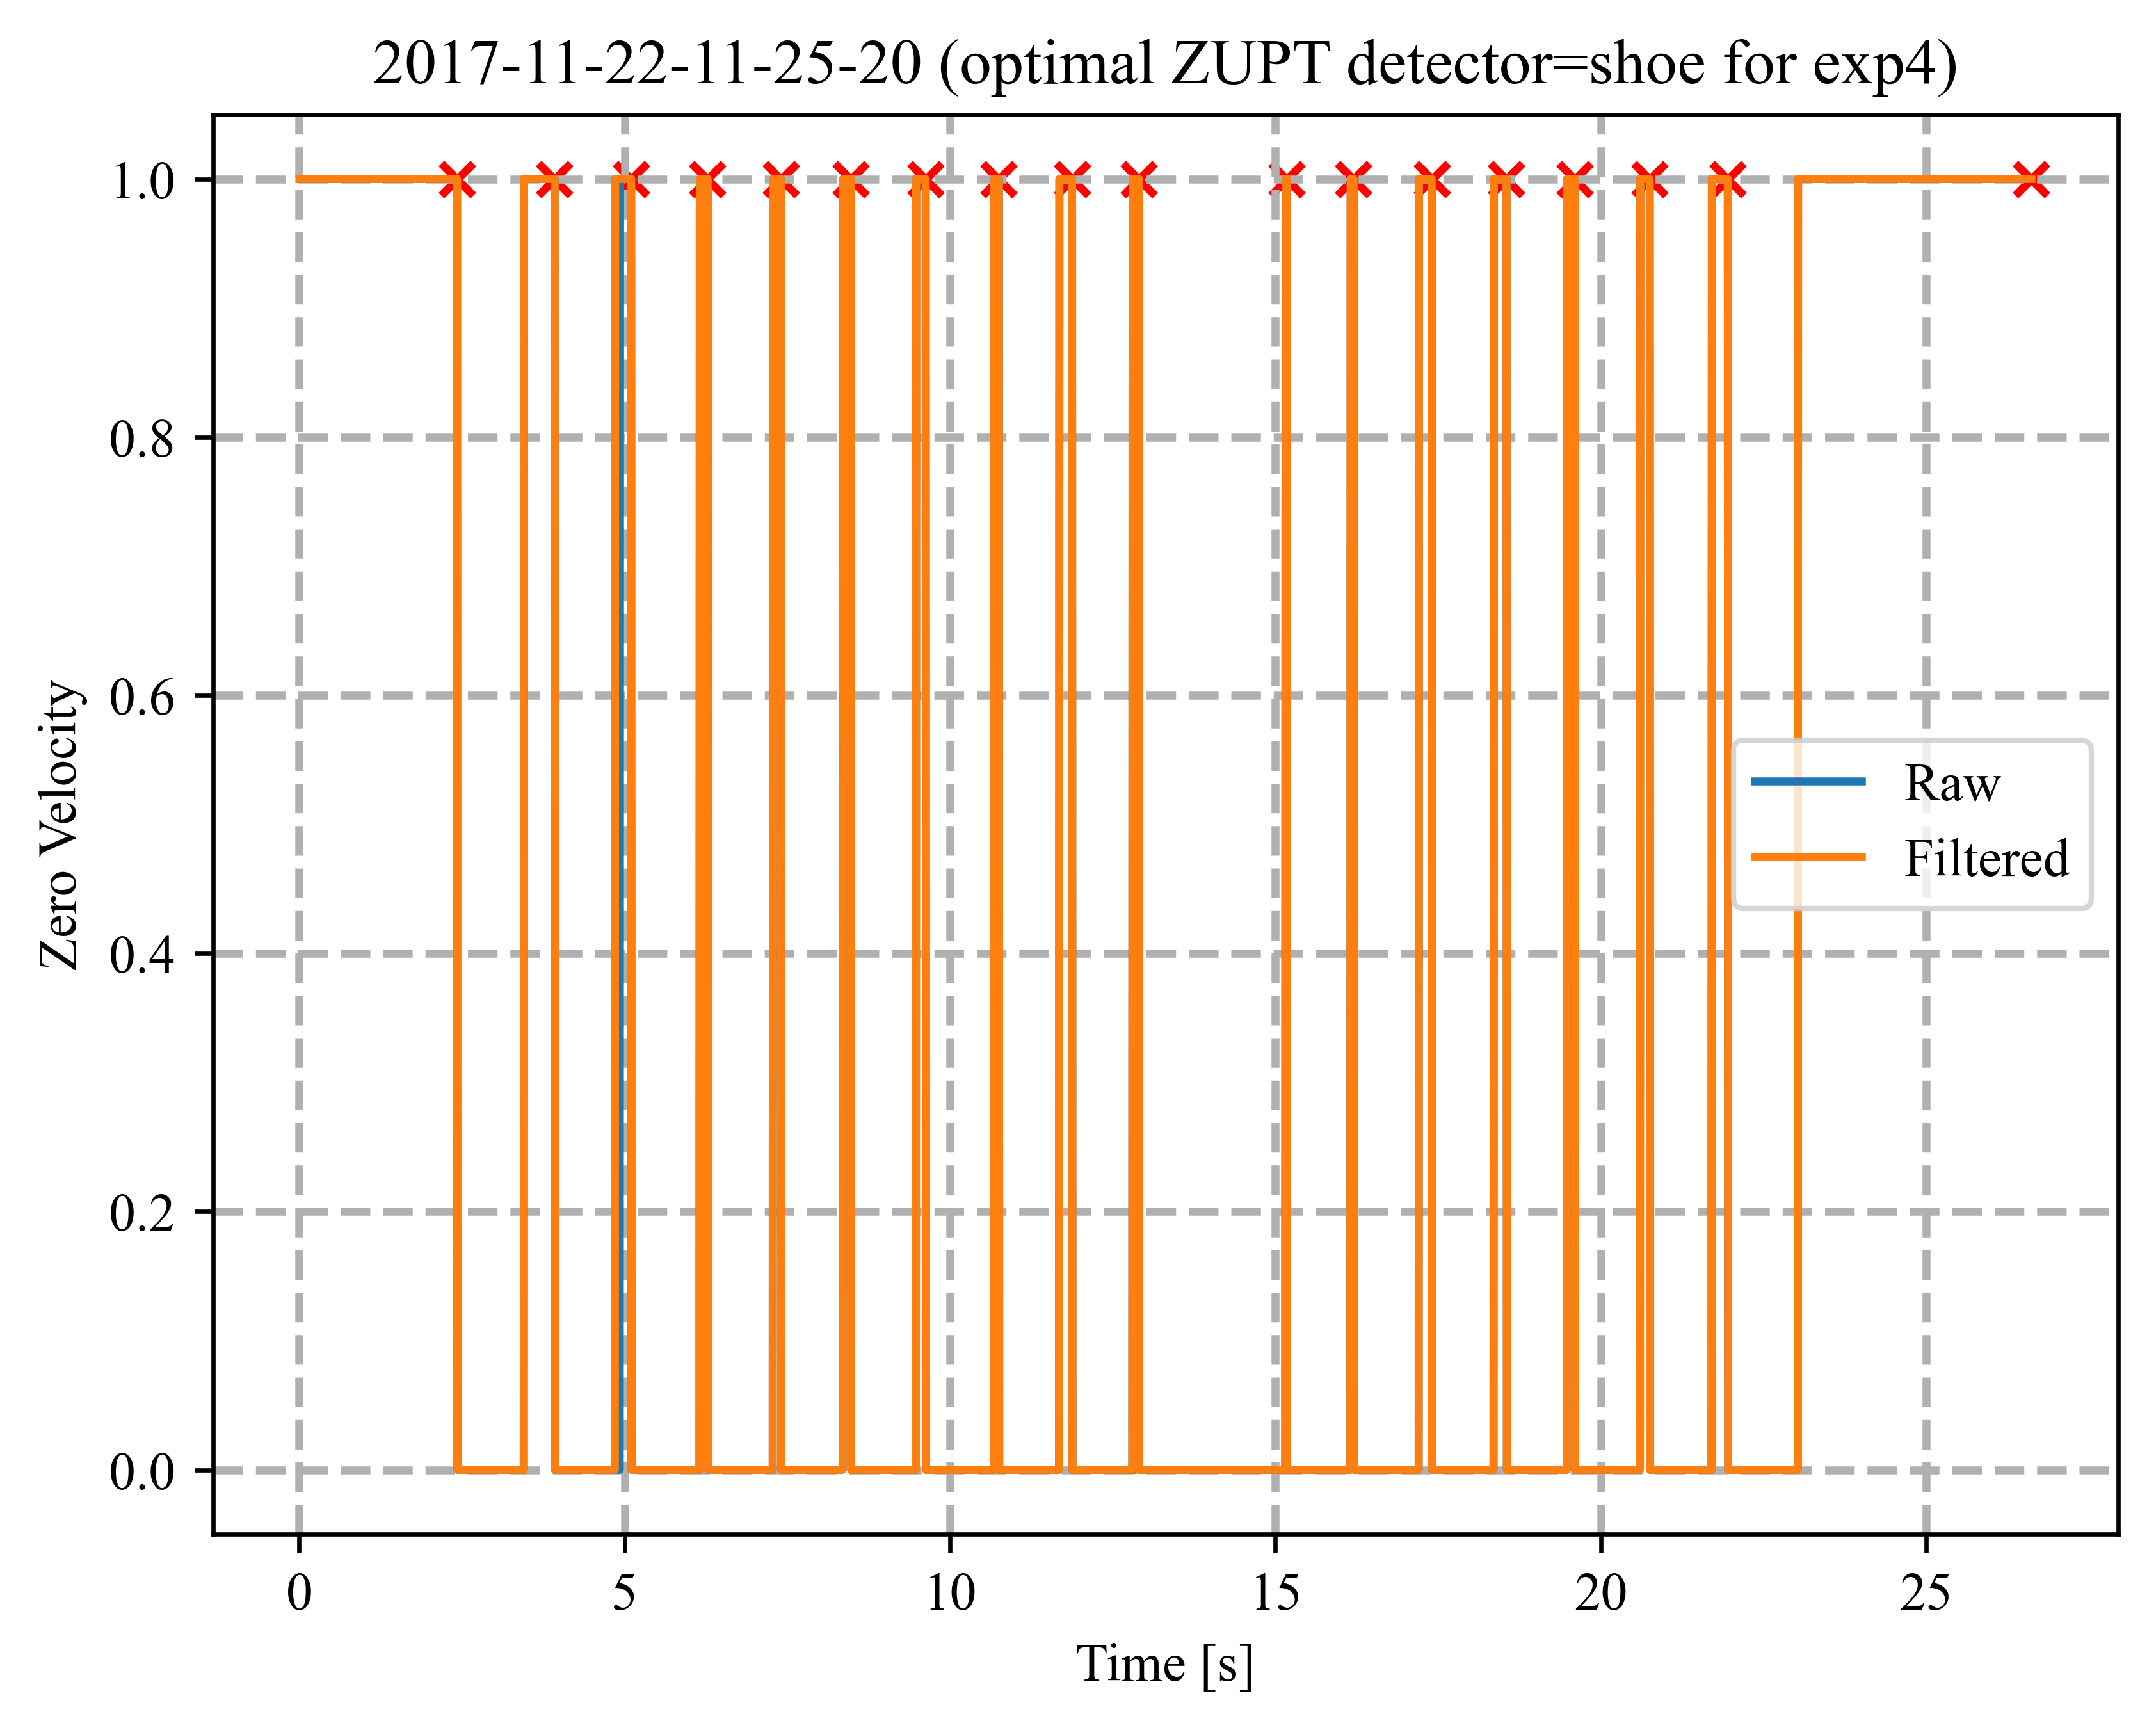 2017-11-22-11-25-20 (optimal ZUPT detector=shoe for exp4)
1.0
0.8
0.6
0.4
0.2
0.0
Zero Velocity
Raw
Filtered
0 5 10 15 20 25
Time [s]